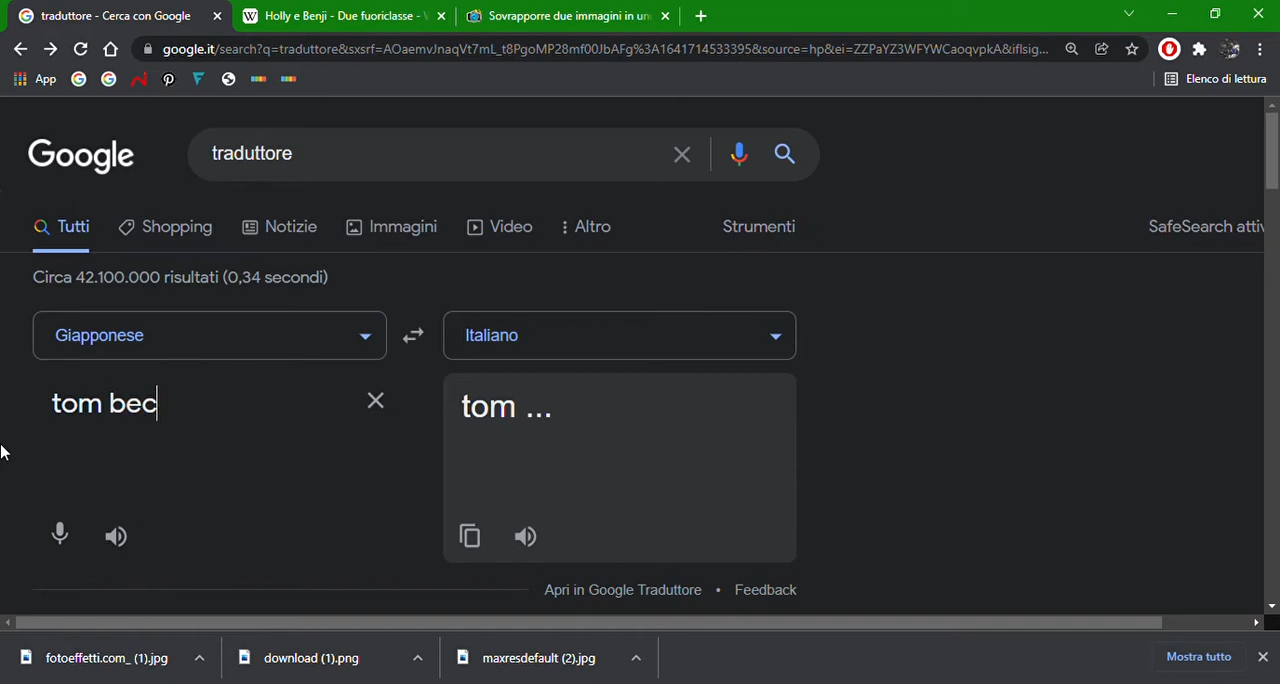 traduttore - Cerca con Google
Holly e Benji - Due fuoriclasse -
Sovrapporre due immagini in un
google.it/search?q=traduttore&sxsrf=AOaemvJnaqVt7mL_t8PgoMP28mf00JbAFg%3A1641714533395&source=hp&ei=ZZPaYZ3WFYWCaoqvpkA&iflsig...
App
Elenco di lettura
Google
traduttore
Tutti Shopping Notizie Immagini Video Altro Strumenti SafeSearch attiv
Circa 42.100.000 risultati (0,34 secondi)
Giapponese Italiano
tom bec tom ...
Apri in Google Traduttore • Feedback
fotoeffetti.com_ (1).jpg download (1).png maxresdefault (2).jpg Mostra tutto